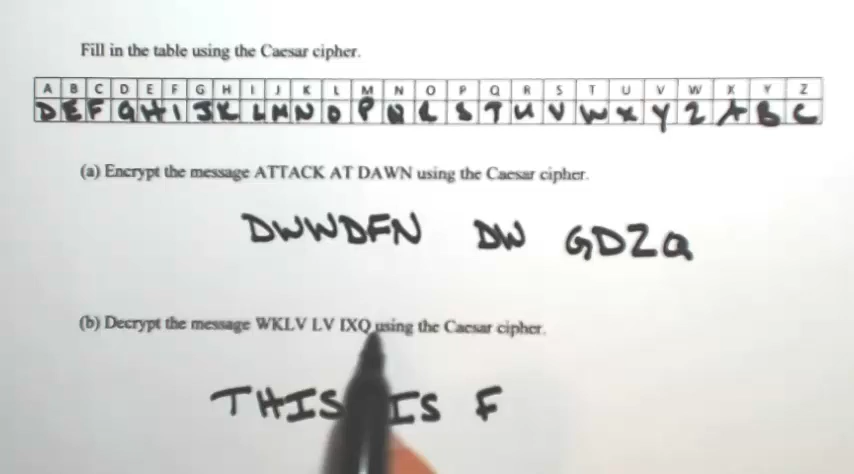 Fill in the table using the Caesar cipher.
A B C D E F G H I J K L M N O P Q R S T U V W X Y Z
D E F G H I J K L M N O P Q R S T U V W X Y Z A B C
(a) Encrypt the message ATTACK AT DAWN using the Caesar cipher.
DWWDFN DW GDZQ
(b) Decrypt the message WKLV LV IXQ using the Caesar cipher.
THIS IS F